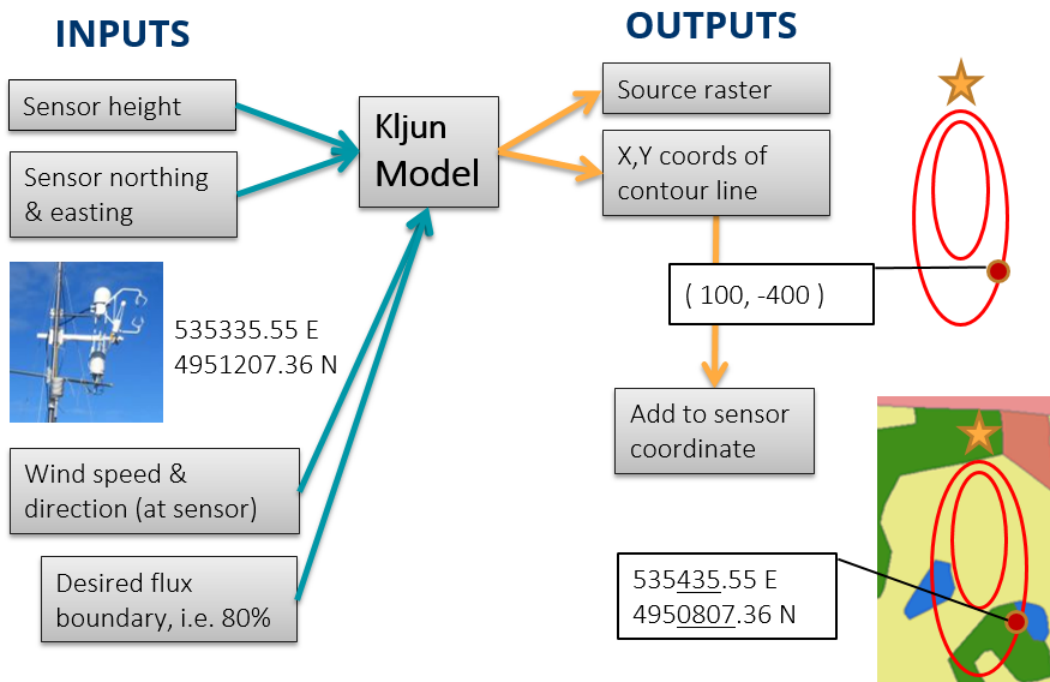 INPUTS
Sensor height
Sensor northing
& easting
535335.55 E
4951207.36 N
Wind speed &
direction (at sensor)
Desired flux
boundary, i.e. 80%
Kljun
Model
OUTPUTS
Source raster
X,Y coords of
contour line
( 100, -400 )
Add to sensor
coordinate
535435.55 E
4950807.36 N